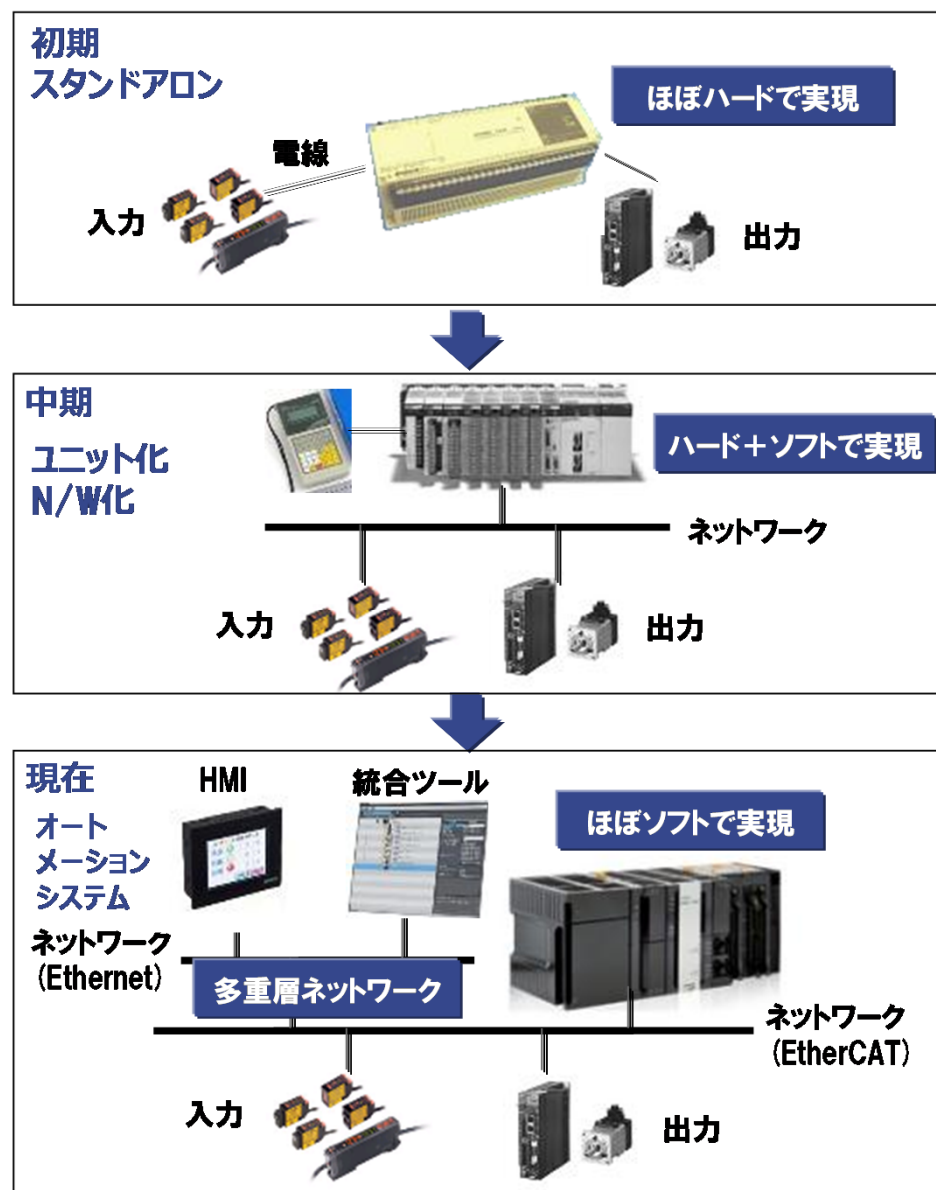 初期
スタンドアロン
ほぼハードで実現
電線
入力
出力
中期
ユニット化
N/W化
ハード+ソフトで実現
ネットワーク
入力
出力
現在
オート
メーション
システム
HMI
統合ツール
ほぼソフトで実現
ネットワーク
(Ethernet)
多重層ネットワーク
ネットワーク
(EtherCAT)
入力
出力